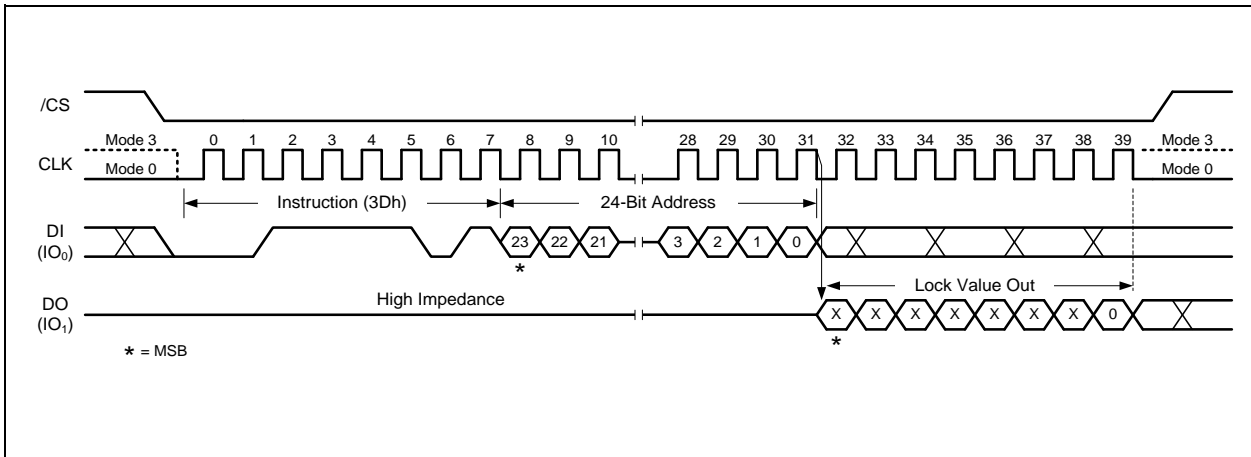 /CS
Mode 3 0 1 2 3 4 5 6 7 8 9 10 28 29 30 31 32 33 34 35 36 37 38 39 Mode 3
CLK
Mode 0 Mode 0
Instruction (3Dh) 24-Bit Address
DI
(IO₀)
23 22 21 3 2 1 0
*
High Impedance Lock Value Out
DO
(IO₁)
X X X X X X X 0
* = MSB *